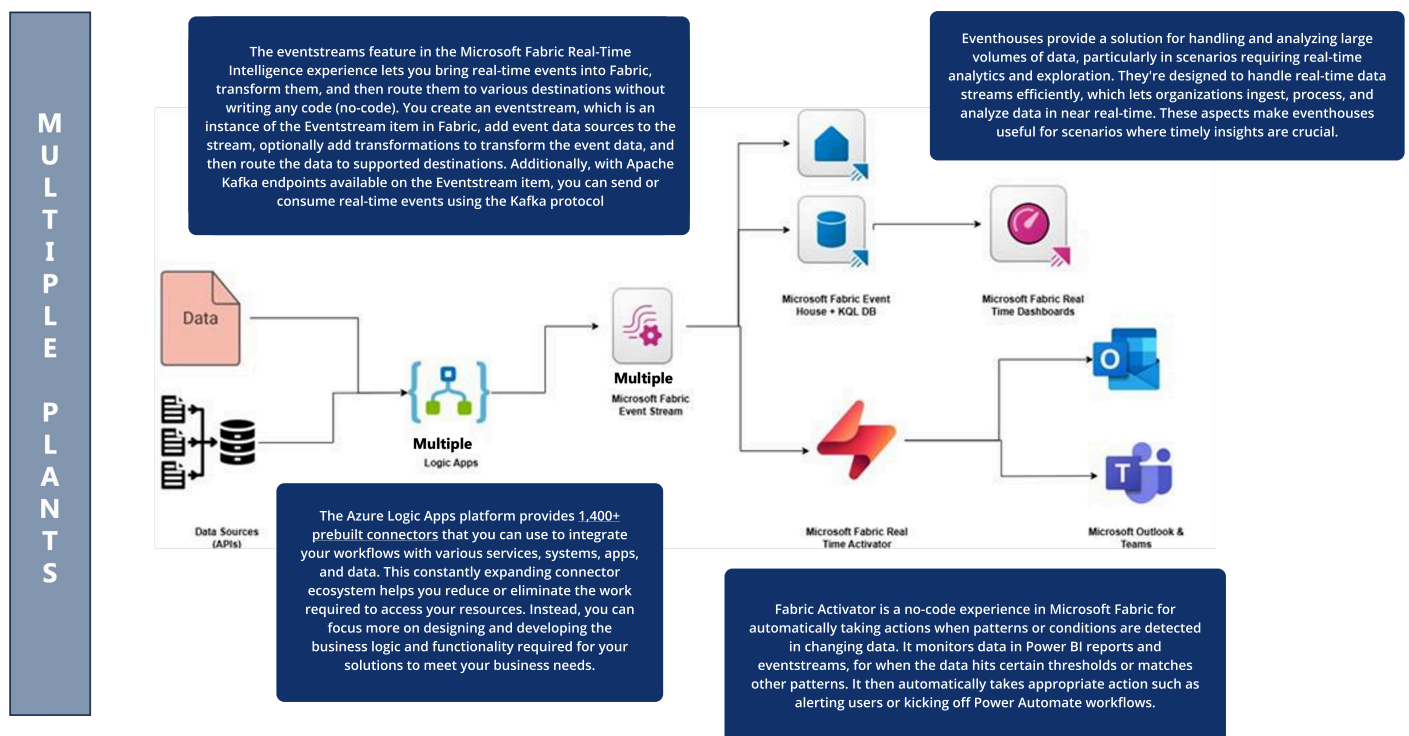 MULTIPLE PLANTS
The eventstreams feature in the Microsoft Fabric Real-Time
Intelligence experience lets you bring real-time events into Fabric,
transform them, and then route them to various destinations without
writing any code (no-code). You create an eventstream, which is an
instance of the Eventstream item in Fabric, add event data sources to the
stream, optionally add transformations to transform the event data, and
then route the data to supported destinations. Additionally, with Apache
Kafka endpoints available on the Eventstream item, you can send or
consume real-time events using the Kafka protocol
Eventhouses provide a solution for handling and analyzing large
volumes of data, particularly in scenarios requiring real-time
analytics and exploration. They're designed to handle real-time data
streams efficiently, which lets organizations ingest, process, and
analyze data in near real-time. These aspects make eventhouses
useful for scenarios where timely insights are crucial.
Data
Multiple
Logic Apps
Multiple
Microsoft Fabric
Event Stream
Microsoft Fabric Event
House + KQL DB
Microsoft Fabric Real
Time Dashboards
O
T
Data Sources
(APIs)
Microsoft Fabric Real
Time Activator
Microsoft Outlook &
Teams
The Azure Logic Apps platform provides 1,400+
prebuilt connectors that you can use to integrate
your workflows with various services, systems, apps,
and data. This constantly expanding connector
ecosystem helps you reduce or eliminate the work
required to access your resources. Instead, you can
focus more on designing and developing the
business logic and functionality required for your
solutions to meet your business needs.
Fabric Activator is a no-code experience in Microsoft Fabric for
automatically taking actions when patterns or conditions are detected
in changing data. It monitors data in Power BI reports and
eventstreams, for when the data hits certain thresholds or matches
other patterns. It then automatically takes appropriate action such as
alerting users or kicking off Power Automate workflows.